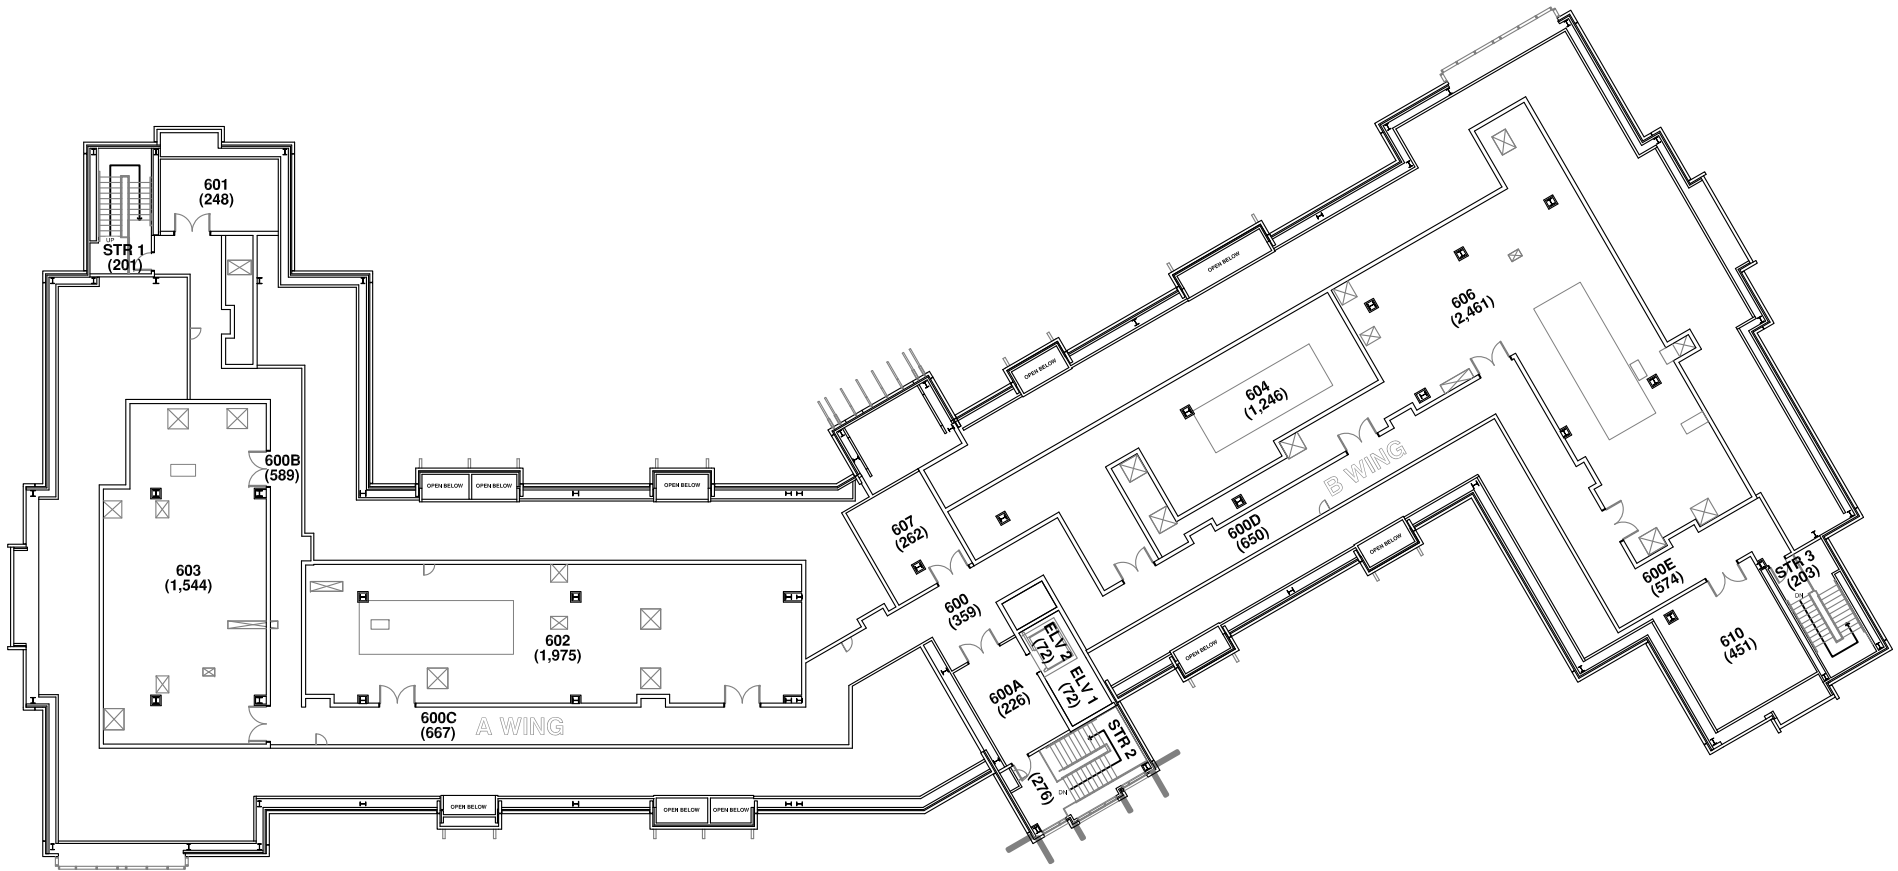 601
(248)
UP
STR 1
(201)
600B
(589)
603
(1,544)
602
(1,975)
600C
(667)
A WING
OPEN BELOW
OPEN BELOW
OPEN BELOW
OPEN BELOW
OPEN BELOW
OPEN BELOW
607
(262)
600
(359)
600A
(226)
ELV 2
(72)
ELV 1
(72)
STR 2
(276)
DN
OPEN BELOW
OPEN BELOW
604
(1,246)
606
(2,461)
B WING
600D
(650)
OPEN BELOW
OPEN BELOW
600E
(574)
STR 3
(203)
DN
610
(451)